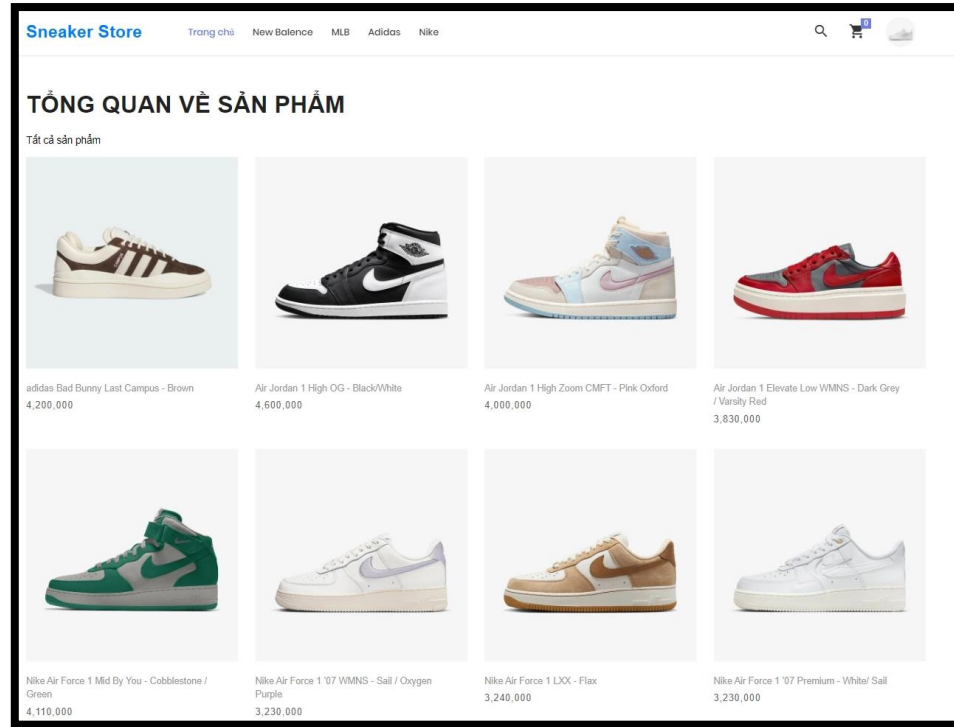 Sneaker Store
Trang chủ New Balence MLB Adidas Nike
0
TỔNG QUAN VỀ SẢN PHẨM
Tất cả sản phẩm
adidas Bad Bunny Last Campus - Brown
4,200,000
Air Jordan 1 High OG - Black/White
4,600,000
Air Jordan 1 High Zoom CMFT - Pink Oxford
4,000,000
Air Jordan 1 Elevate Low WMNS - Dark Grey
/ Varsity Red
3,830,000
Nike Air Force 1 Mid By You - Cobblestone /
Green
4,110,000
Nike Air Force 1 '07 WMNS - Sail / Oxygen
Purple
3,230,000
Nike Air Force 1 LXX - Flax
3,240,000
Nike Air Force 1 '07 Premium - White/ Sail
3,230,000